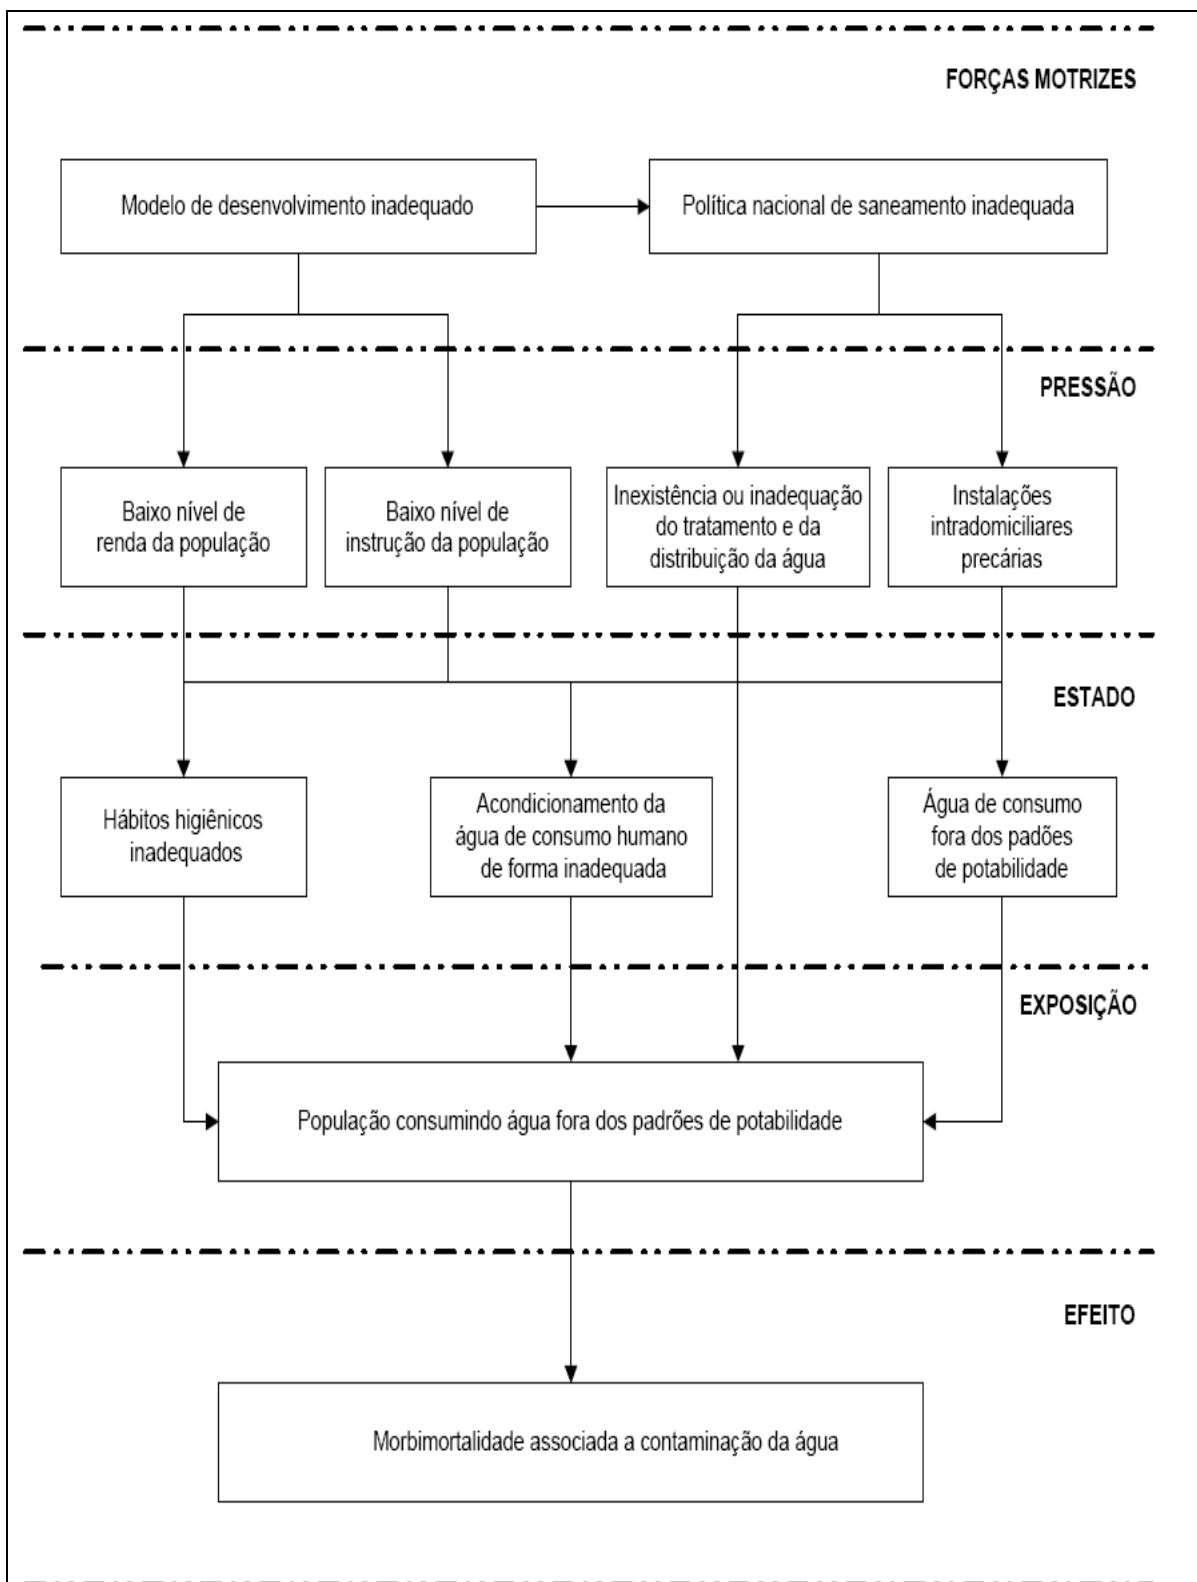 FORÇAS MOTRIZES
Modelo de desenvolvimento inadequado
Política nacional de saneamento inadequada
PRESSÃO
Baixo nível de
renda da população
Baixo nível de
instrução da população
Inexistência ou inadequação
do tratamento e da
distribuição da água
Instalações
intradomiciliares
precárias
ESTADO
Hábitos higiênicos
inadequados
Acondicionamento da
água de consumo humano
de forma inadequada
Água de consumo
fora dos padões
de potabilidade
EXPOSIÇÃO
População consumindo água fora dos padrões de potabilidade
EFEITO
Morbimortalidade associada a contaminação da água